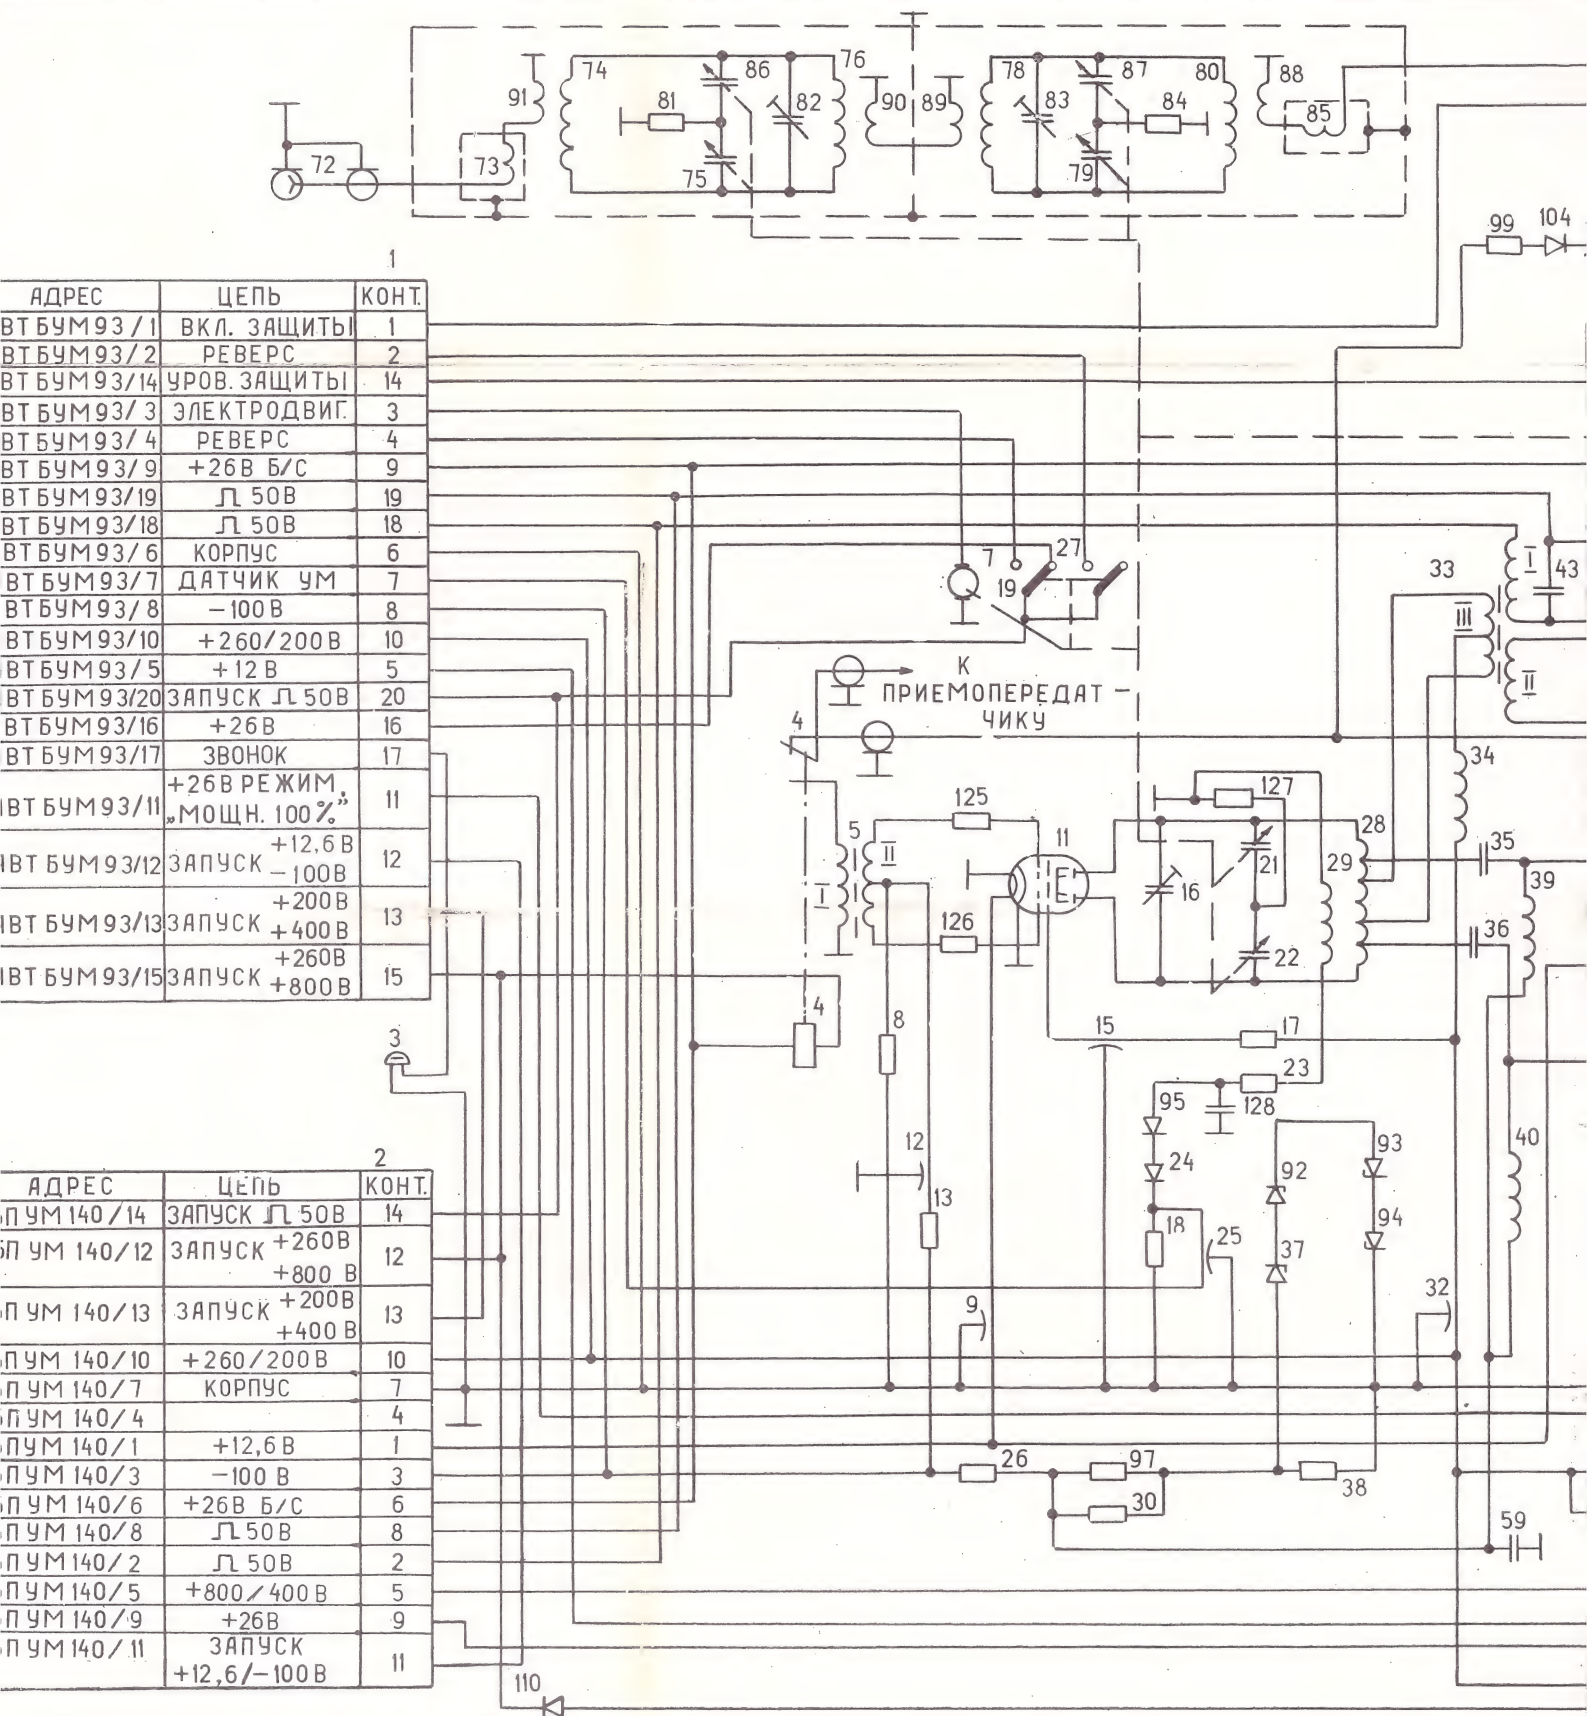 74
86
76
78
87
80
88
91
81
82
90
89
83
84
85
72
73
75
79
99
104
1
АДРЕС ЦЕПЬ КОНТ.
ВТ БУМ93/1 ВКЛ. ЗАЩИТЫ 1
ВТ БУМ93/2 РЕВЕРС 2
ВТ БУМ93/14 УРОВ. ЗАЩИТЫ 14
ВТ БУМ93/3 ЭЛЕКТРОДВИГ. 3
ВТ БУМ93/4 РЕВЕРС 4
ВТ БУМ93/9 +26В Б/С 9
ВТ БУМ93/19 50В 19
ВТ БУМ93/18 50В 18
ВТ БУМ93/6 КОРПУС 6
ВТ БУМ93/7 ДАТЧИК УМ 7
ВТ БУМ93/8 −100В 8
ВТ БУМ93/10 +260/200В 10
ВТ БУМ93/5 +12В 5
ВТ БУМ93/20 ЗАПУСК 50В 20
ВТ БУМ93/16 +26В 16
ВТ БУМ93/17 ЗВОНОК 17
+26В РЕЖИМ,
ВТ БУМ93/11 „МОЩН. 100%” 11
+12,6В
ВТ БУМ93/12 ЗАПУСК −100В 12
+200В
ВТ БУМ93/13 ЗАПУСК +400В 13
+260В
ВТ БУМ93/15 ЗАПУСК +800В 15
7
27
19
33
I
43
III
II
К
ПРИЕМОПЕРЕДАТ-
ЧИКУ
4
34
125
127
5
II
11
28
29
35
39
16
21
I
126
36
22
3
4
8
15
17
23
95
128
12
24
92
93
40
13
18
25
37
94
9
32
2
АДРЕС ЦЕПЬ КОНТ.
П УМ 140/14 ЗАПУСК 50В 14
П УМ 140/12 ЗАПУСК +260В 12
+800 В
П УМ 140/13 ЗАПУСК +200В 13
+400 В
П УМ 140/10 +260/200В 10
П УМ 140/7 КОРПУС 7
П УМ 140/4 4
П УМ 140/1 +12,6В 1
П УМ 140/3 −100 В 3
П УМ 140/6 +26В Б/С 6
П УМ 140/8 50В 8
П УМ 140/2 50В 2
П УМ 140/5 +800/400В 5
П УМ 140/9 +26В 9
П УМ 140/11 ЗАПУСК 11
+12,6/−100В
26
97
30
38
59
110